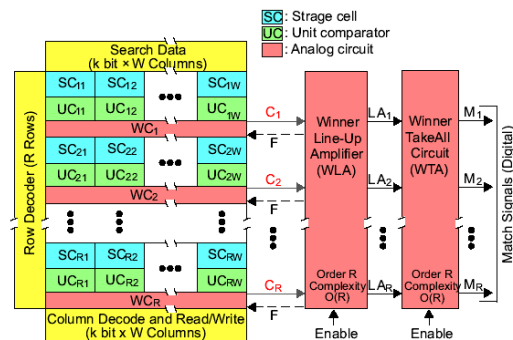 SC: Strage cell
UC: Unit comparator
: Analog circuit
Search Data
(k bit × W Columns)
Row Decoder (R Rows)
SC11 SC12 SC1W
UC11 UC12 UC1W
WC1
SC21 SC22 SC2W
UC21 UC22 UC2W
WC2
SCR1 SCR2 SCRW
UCR1 UCR2 URW
WCR
Column Decode and Read/Write
(k bit x W Columns)
C1
F
C2
F
CR
F
Winner
Line-Up
Amplifier
(WLA)
Order R
Complexity
O(R)
Enable
LA1
LA2
LAR
Winner
TakeAll
Circuit
(WTA)
Order R
Complexity
O(R)
Enable
M1
M2
MR
Match Signals (Digital)